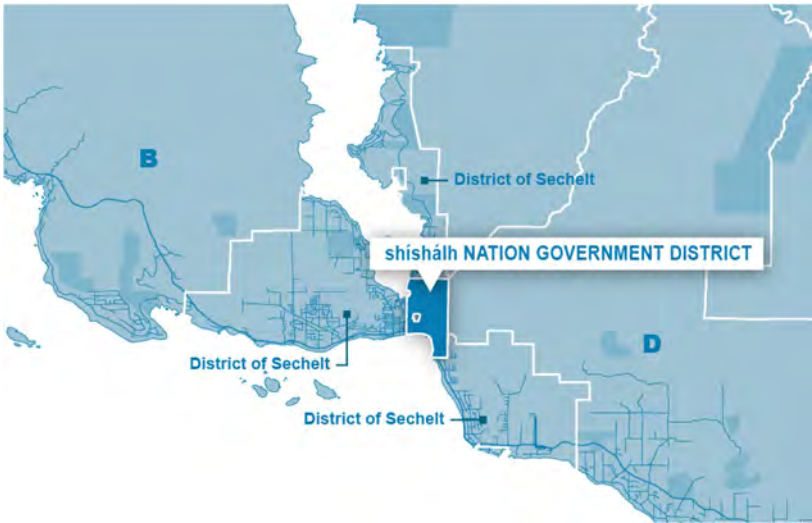 B
District of Sechelt
shíshálh NATION GOVERNMENT DISTRICT
D
District of Sechelt
District of Sechelt